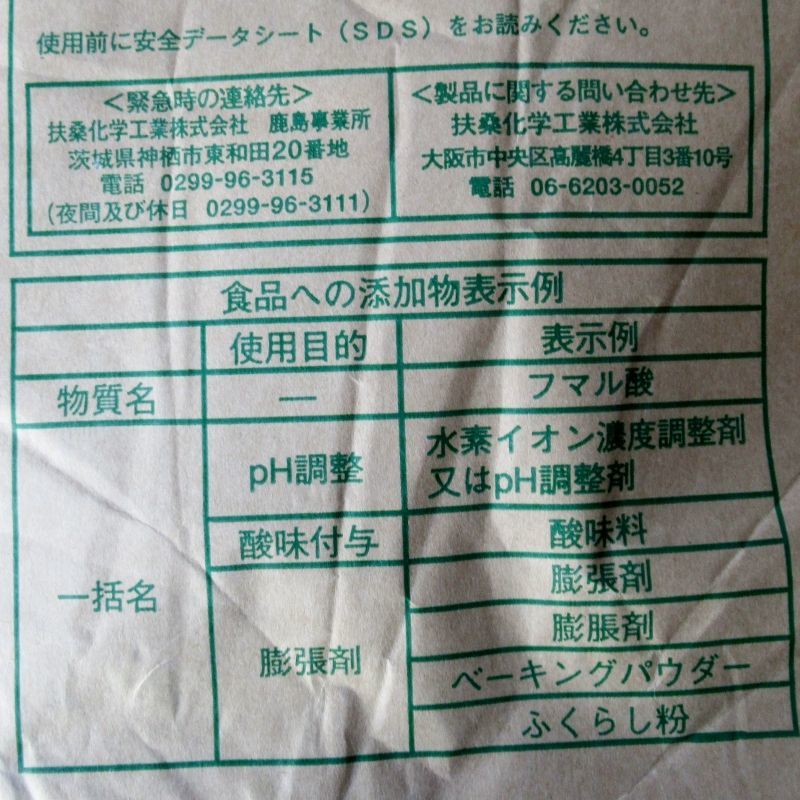 使用前に安全データシート(SDS)をお読みください。
<緊急時の連絡先>
扶桑化学工業株式会社 鹿島事業所
茨城県神栖市東和田20番地
電話 0299-96-3115
(夜間及び休日 0299-96-3111)
<製品に関する問い合わせ先>
扶桑化学工業株式会社
大阪市中央区高麗橋4丁目3番10号
電話 06-6203-0052
食品への添加物表示例
使用目的 表示例
物質名 — フマル酸
一括名
pH調整
水素イオン濃度調整剤
又はpH調整剤
酸味付与 酸味料
膨張剤
膨張剤
膨脹剤
ベーキングパウダー
ふくらし粉